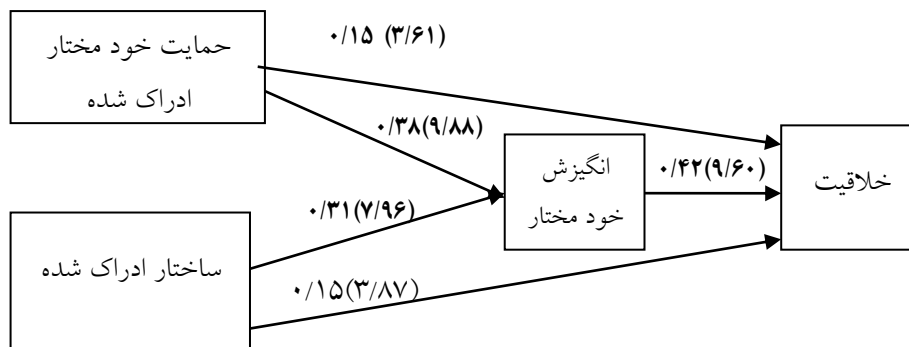 ۰/۱۵ (۳/۶۱)
حمایت خود مختار
ادراک شده
۰/۳۸(۹/۸۸)
انگیزش
خود مختار
۰/۴۲(۹/۶۰)
خلاقیت
۰/۳۱(۷/۹۶)
ساختار ادراک شده
۰/۱۵(۳/۸۷)